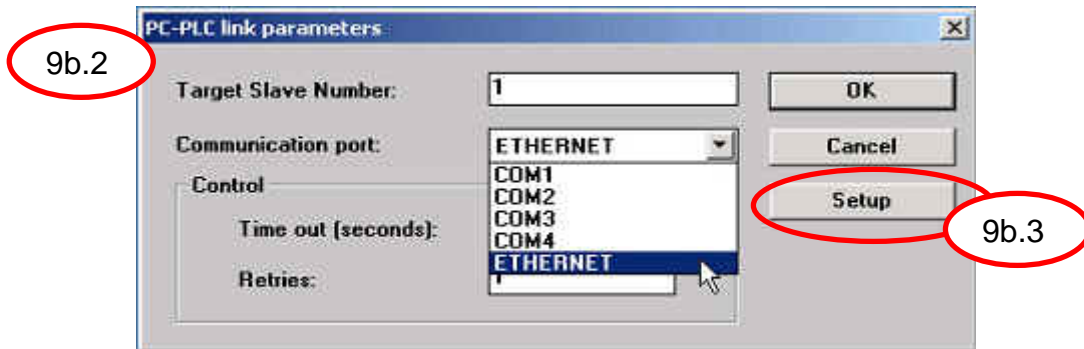 PC-PLC link parameters
9b.2
Target Slave Number: 1 OK
Communication port: ETHERNET Cancel
Control COM1
COM2 Setup
COM3
Time out (seconds): COM4 9b.3
ETHERNET
Retries: